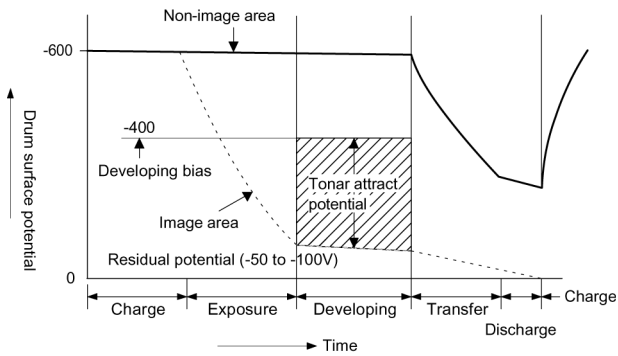 Non-image area
-600
-400
Developing bias
Tonar attract
potential
Image area
Drum surface
potential
Residual potential (-50 to -100V)
0
Charge
Exposure
Developing
Transfer
Charge
Discharge
Time